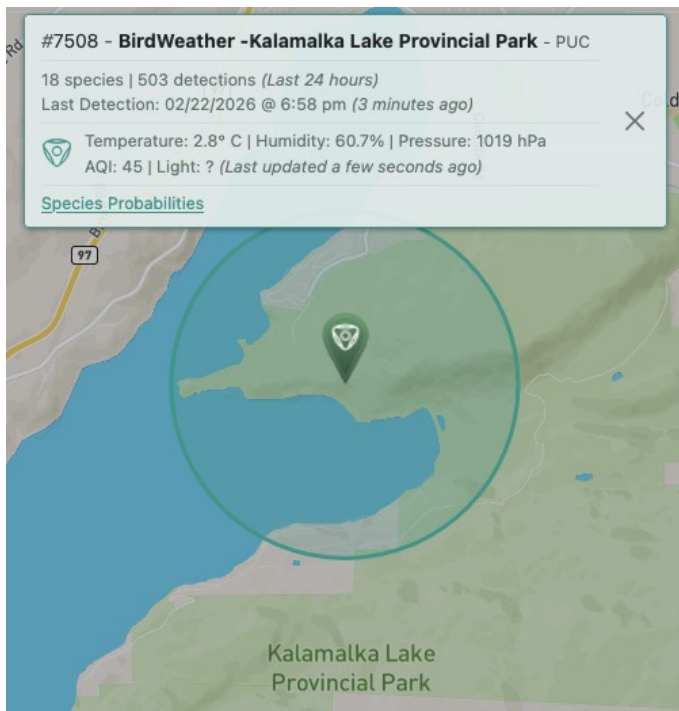 #7508 - BirdWeather -Kalamalka Lake Provincial Park - PUC
18 species | 503 detections (Last 24 hours)
Last Detection: 02/22/2026 @ 6:58 pm (3 minutes ago)
Temperature: 2.8° C | Humidity: 60.7% | Pressure: 1019 hPa
AQI: 45 | Light: ? (Last updated a few seconds ago)
Species Probabilities
Rd
97
Kalamalka Lake
Provincial Park